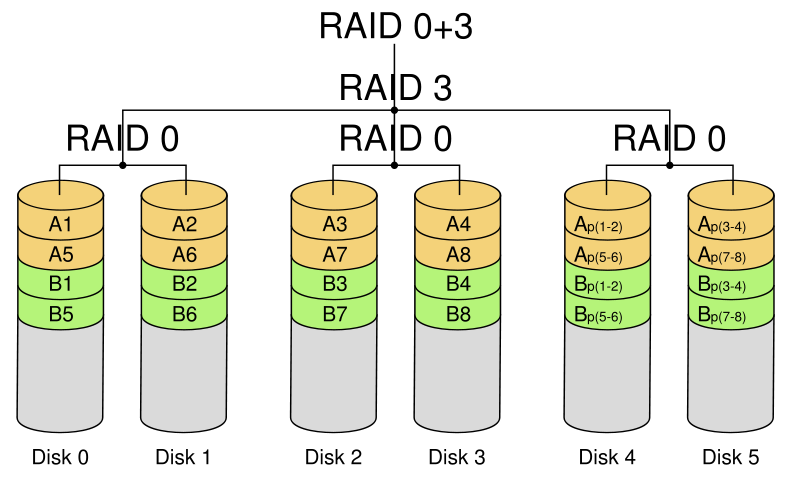 RAID 0+3
RAID 3
RAID 0 RAID 0 RAID 0
A1 A2 A3 A4 Ap(1-2) Ap(3-4)
A5 A6 A7 A8 Ap(5-6) Ap(7-8)
B1 B2 B3 B4 Bp(1-2) Bp(3-4)
B5 B6 B7 B8 Bp(5-6) Bp(7-8)
Disk 0 Disk 1 Disk 2 Disk 3 Disk 4 Disk 5